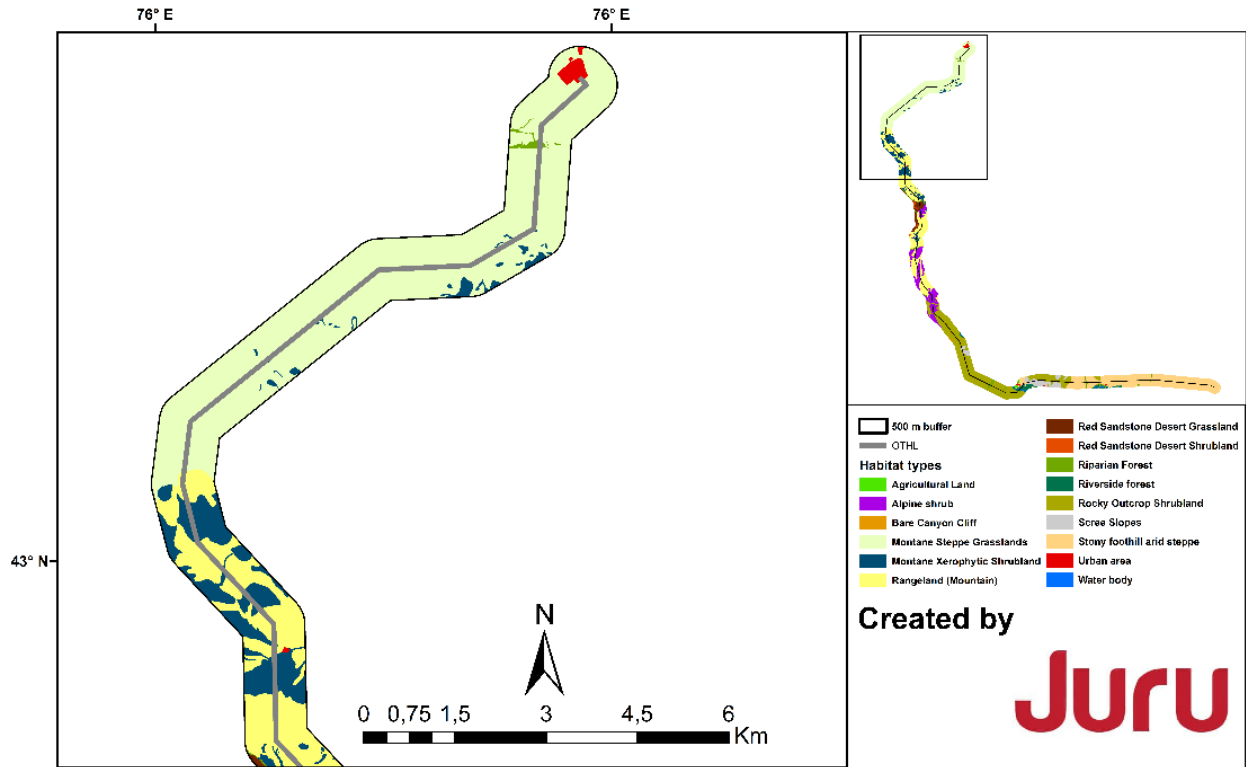 76° E
76° E
43° N
N
0 0,75 1,5 3 4,5 6
Km
500 m buffer
OTHL
Habitat types
Agricultural Land
Alpine shrub
Bare Canyon Cliff
Montane Steppe Grasslands
Montane Xerophytic Shrubland
Rangeland (Mountain)
Red Sandstone Desert Grassland
Red Sandstone Desert Shrubland
Riparian Forest
Riverside forest
Rocky Outcrop Shrubland
Scree Slopes
Stony foothill arid steppe
Urban area
Water body
Created by
Juru